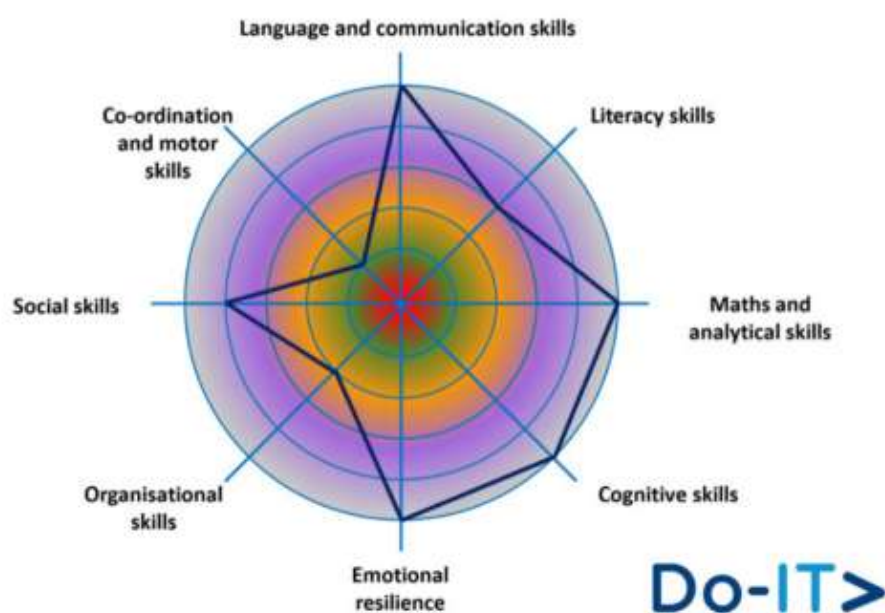 Language and communication skills
Co-ordination
and motor
skills
Literacy skills
Social skills
Maths and
analytical skills
Organisational
skills
Cognitive skills
Emotional
resilience
Do-IT>